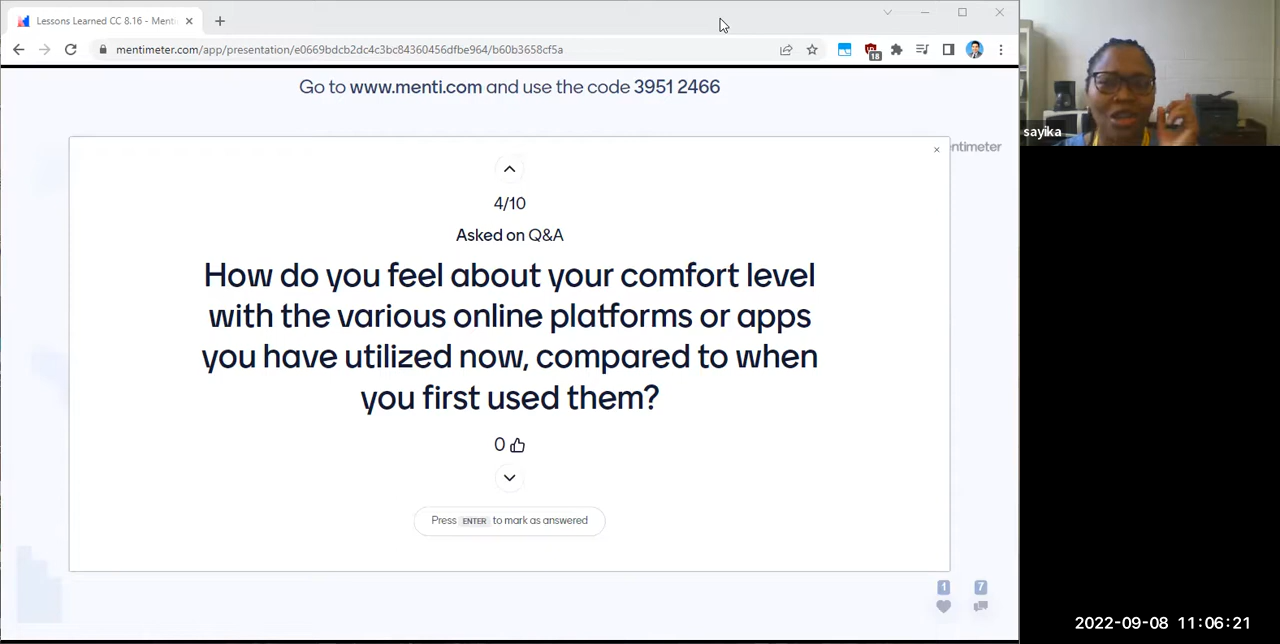 Lessons Learned CC 8.16 - Menti
mentimeter.com/app/presentation/e0669bdcb2dc4c3bc84360456dfbe964/b60b3658cf5a
18
Go to www.menti.com and use the code 3951 2466
sayika
ntimeter
4/10
Asked on Q&A
How do you feel about your comfort level
with the various online platforms or apps
you have utilized now, compared to when
you first used them?
0
Press ENTER to mark as answered
1 7
2022-09-08 11:06:21